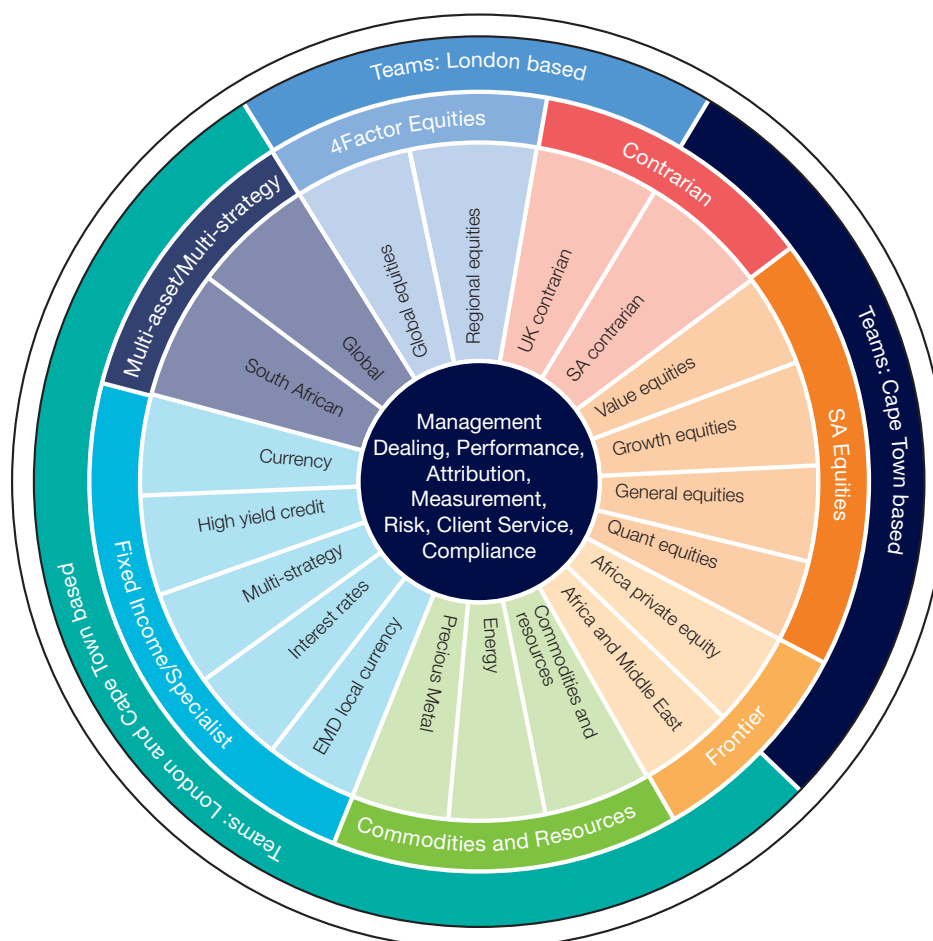 Teams: London based
Teams: Cape Town based
Teams: London and Cape Town based
4Factor Equities
Global equities
Regional equities
Contrarian
UK contrarian
SA contrarian
SA Equities
Value equities
Growth equities
General equities
Quant equities
Frontier
Africa private equity
Africa and Middle East
Commodities and Resources
Commodities and
resources
Energy
Precious Metal
Fixed Income/Specialist
EMD local currency
Interest rates
Multi-strategy
High yield credit
Currency
Multi-asset/Multi-strategy
South African
Global
Management
Dealing, Performance,
Attribution,
Measurement,
Risk, Client Service,
Compliance